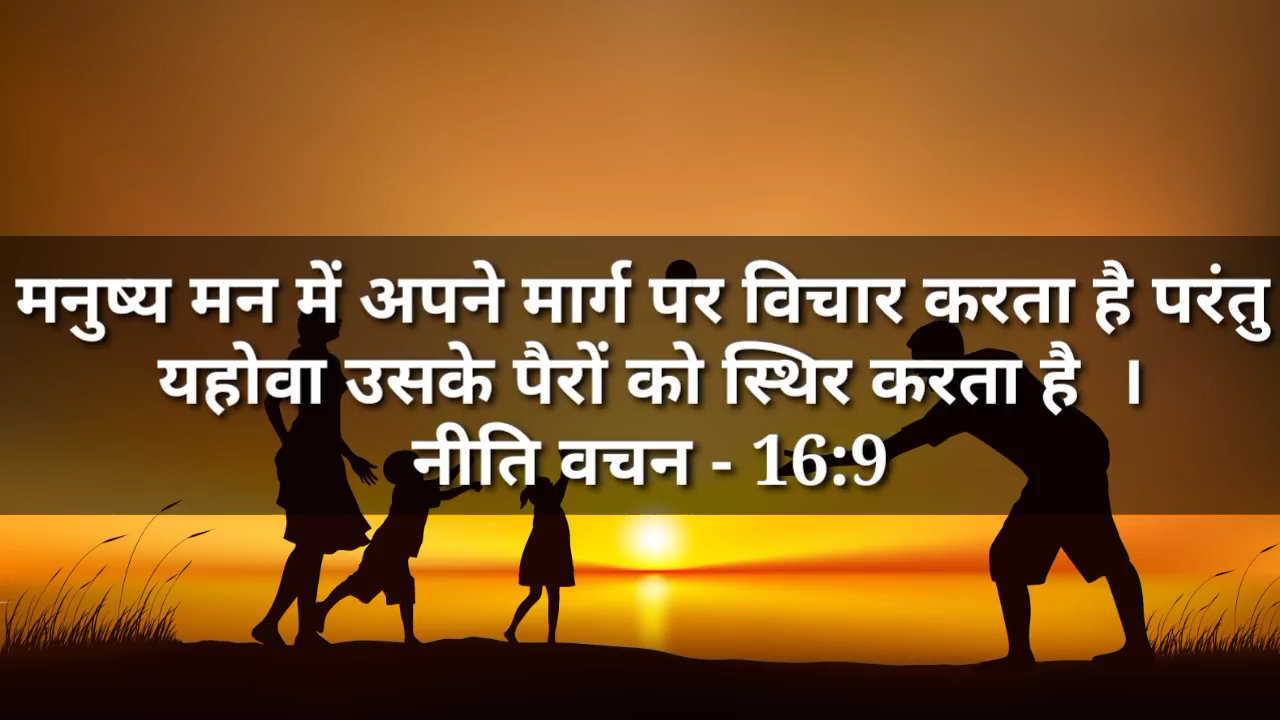 मनुष्य मन में अपने मार्ग पर विचार करता है परंतु
यहोवा उसके पैरों को स्थिर करता है ।
नीति वचन - 16:9